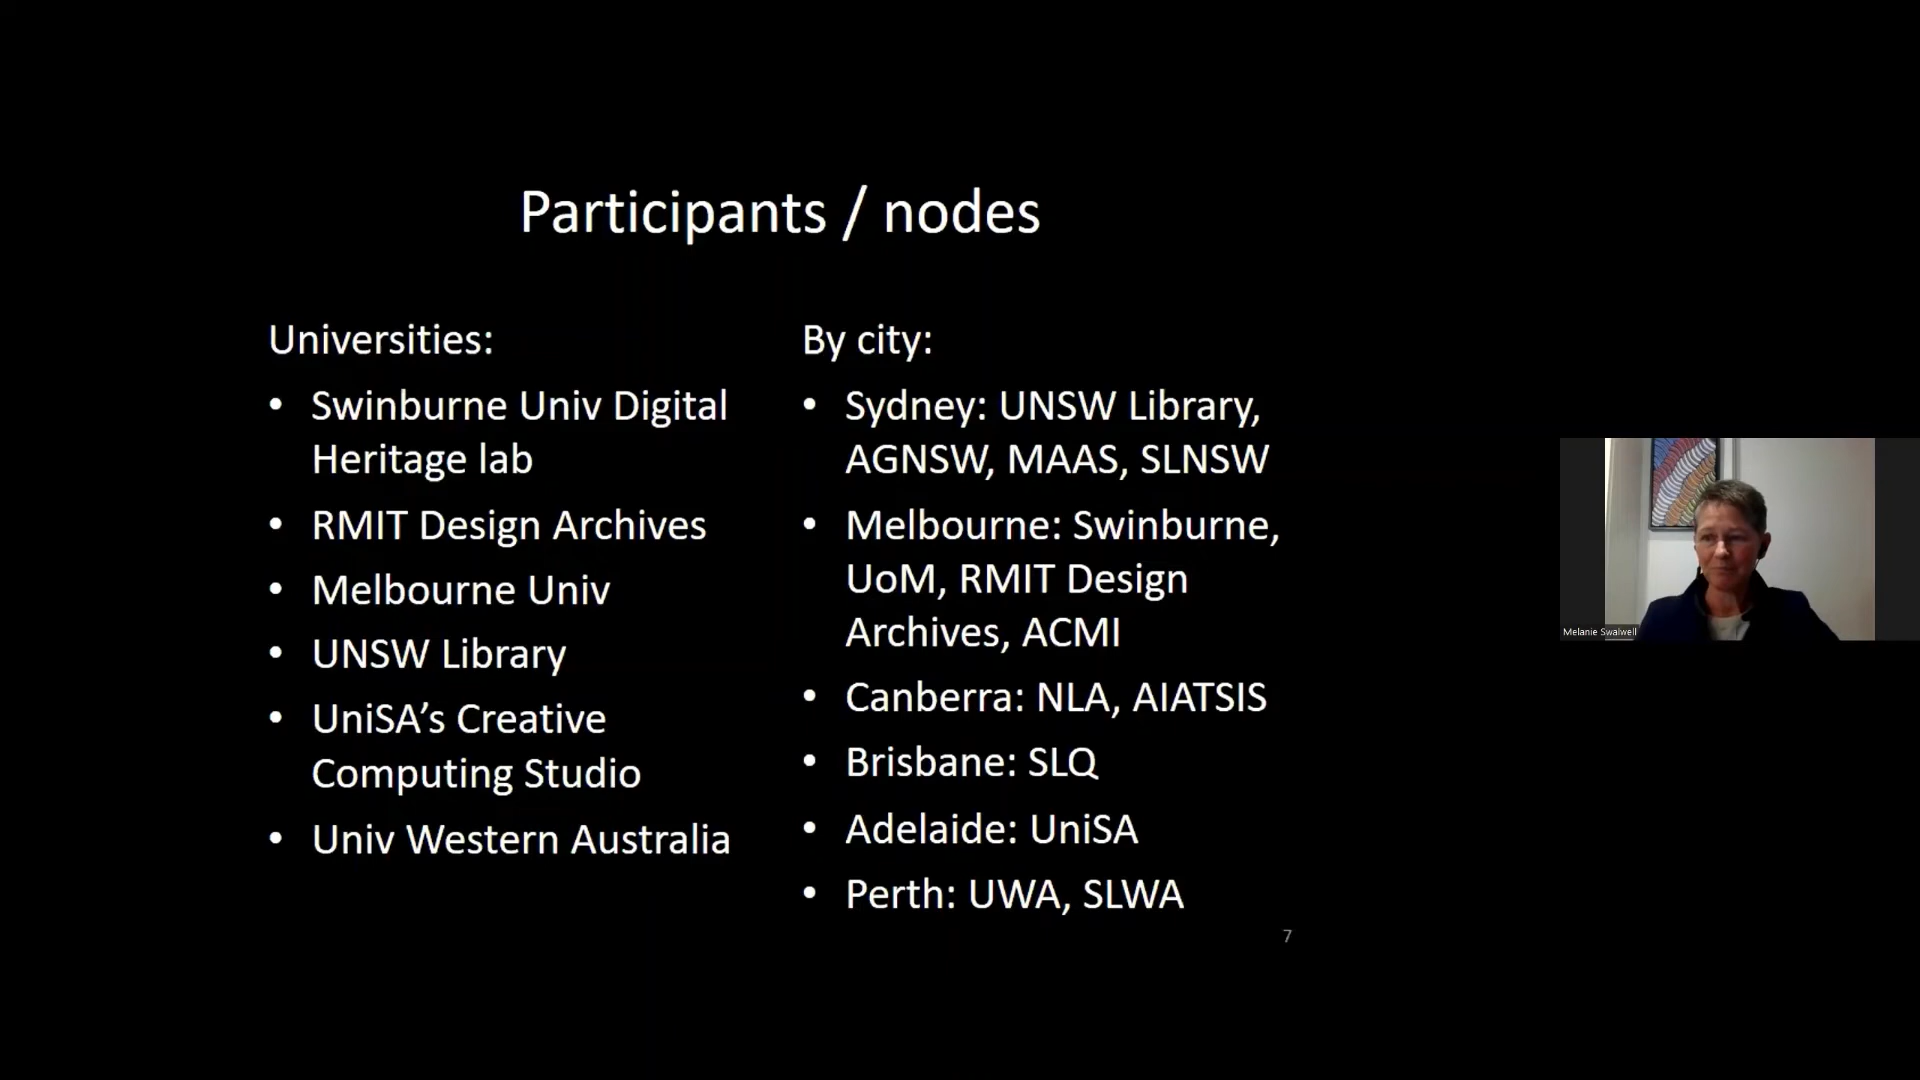 Participants / nodes
Universities:
• Swinburne Univ Digital
Heritage lab
• RMIT Design Archives
• Melbourne Univ
• UNSW Library
• UniSA’s Creative
Computing Studio
• Univ Western Australia
By city:
• Sydney: UNSW Library,
AGNSW, MAAS, SLNSW
• Melbourne: Swinburne,
UoM, RMIT Design
Archives, ACMI
• Canberra: NLA, AIATSIS
• Brisbane: SLQ
• Adelaide: UniSA
• Perth: UWA, SLWA
7
Melanie Swalwell